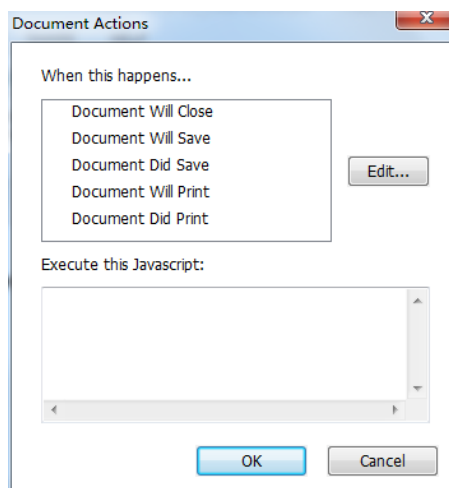 Document Actions
When this happens...
Document Will Close
Document Will Save
Document Did Save
Document Will Print
Document Did Print
Edit...
Execute this Javascript:
OK
Cancel